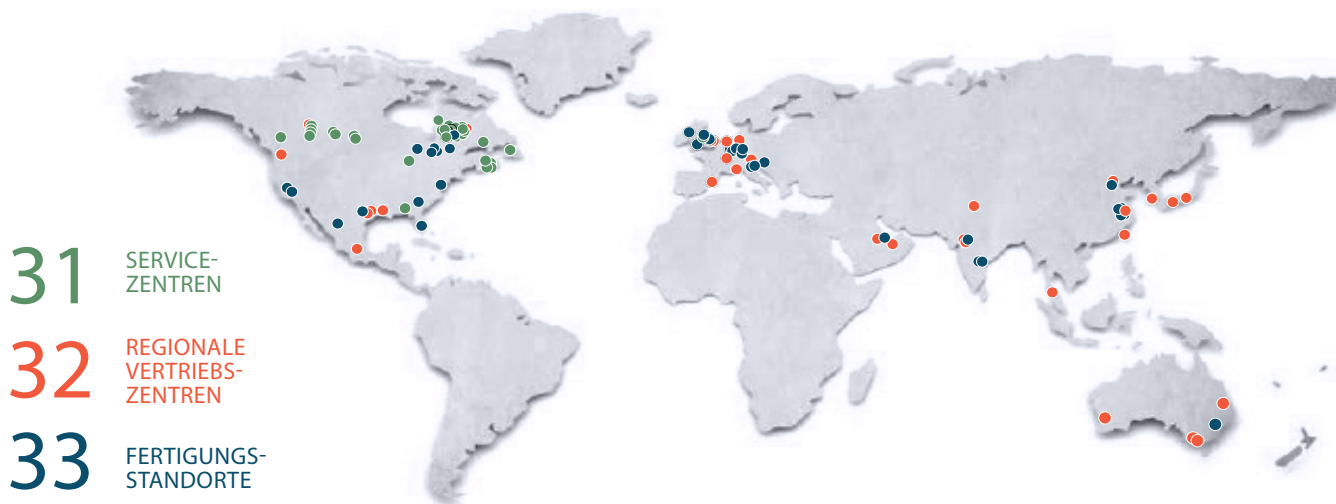 31
SERVICE-
ZENTREN
32
REGIONALE
VERTRIEBS-
ZENTREN
33
FERTIGUNGS-
STANDORTE